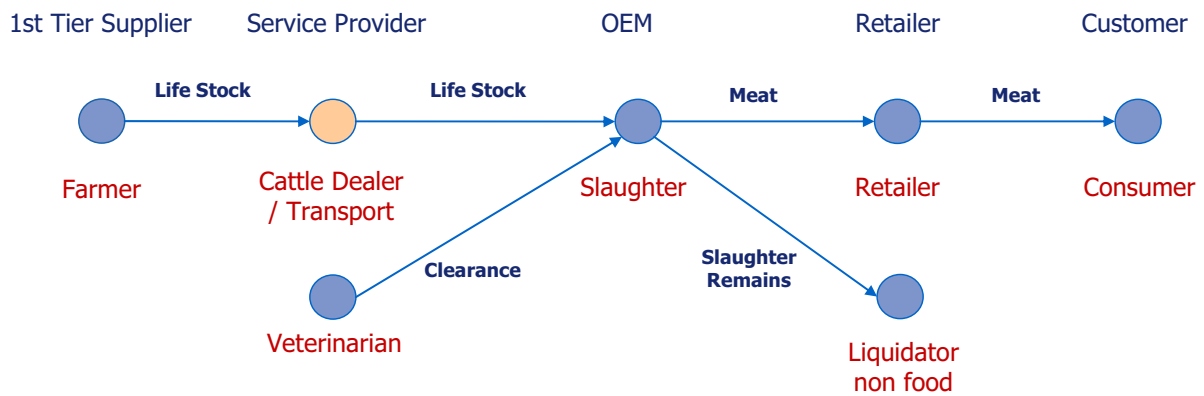 1st Tier Supplier
Service Provider
OEM
Retailer
Customer
Life Stock
Life Stock
Meat
Meat
Farmer
Cattle Dealer
/ Transport
Slaughter
Retailer
Consumer
Clearance
Slaughter
Remains
Veterinarian
Liquidator
non food